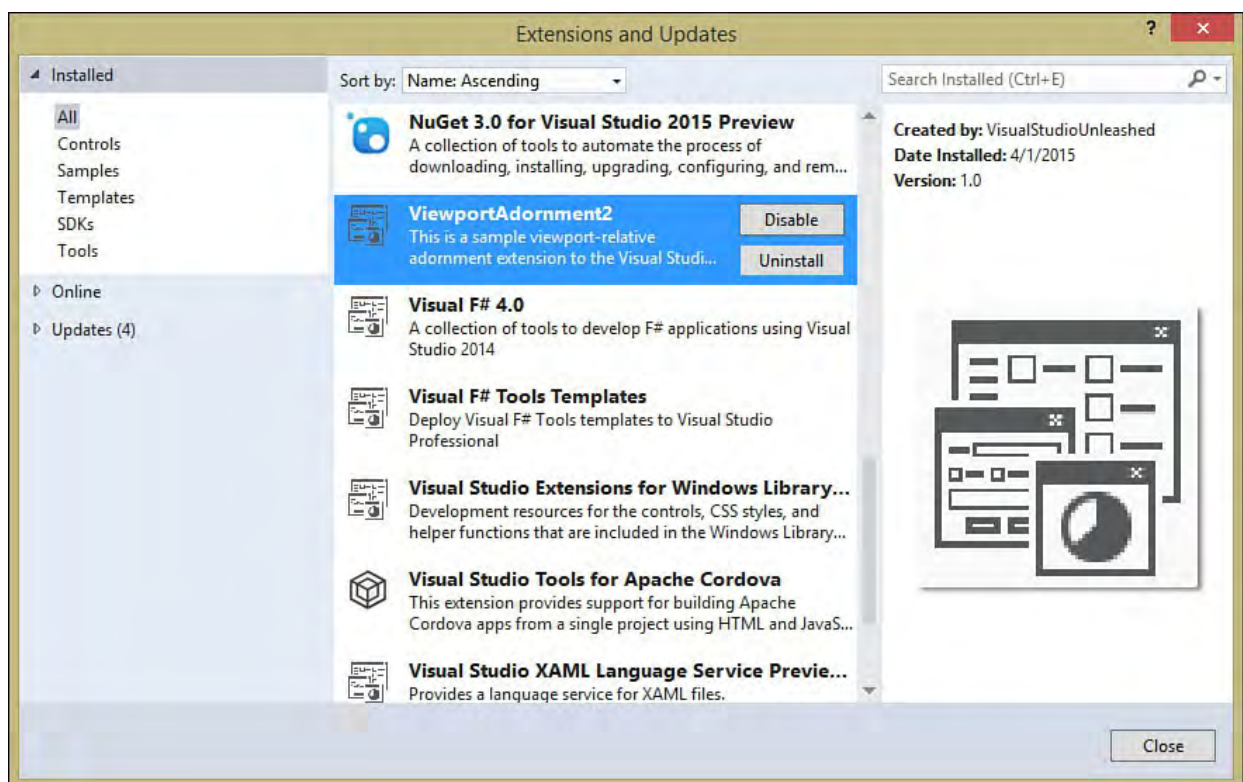 Extensions and Updates
?
Installed
All
Controls
Samples
Templates
SDKs
Tools
Online
Updates (4)
Sort by: Name: Ascending
NuGet 3.0 for Visual Studio 2015 Preview
A collection of tools to automate the process of
downloading, installing, upgrading, configuring, and rem...
ViewportAdornment2
This is a sample viewport-relative
adornment extension to the Visual Studi...
Disable
Uninstall
Visual F# 4.0
A collection of tools to develop F# applications using Visual
Studio 2014
Visual F# Tools Templates
Deploy Visual F# Tools templates to Visual Studio
Professional
Visual Studio Extensions for Windows Library...
Development resources for the controls, CSS styles, and
helper functions that are included in the Windows Library...
Visual Studio Tools for Apache Cordova
This extension provides support for building Apache
Cordova apps from a single project using HTML and JavaS...
Visual Studio XAML Language Service Previe...
Provides a language service for XAML files.
Search Installed (Ctrl+E)
Created by: VisualStudioUnleashed
Date Installed: 4/1/2015
Version: 1.0
Close